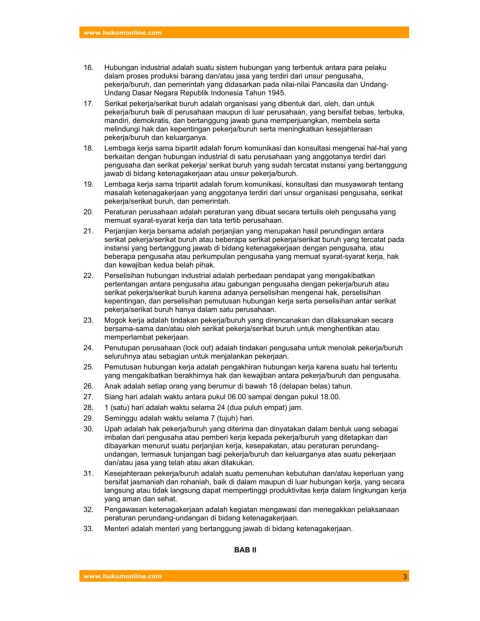 www.hukumonline.com
16. Hubungan industrial adalah suatu sistem hubungan yang terbentuk antara para pelaku
dalam proses produksi barang dan/atau jasa yang terdiri dari unsur pengusaha,
pekerja/buruh, dan pemerintah yang didasarkan pada nilai-nilai Pancasila dan Undang-
Undang Dasar Negara Republik Indonesia Tahun 1945.
17. Serikat pekerja/serikat buruh adalah organisasi yang dibentuk dari, oleh, dan untuk
pekerja/buruh baik di perusahaan maupun di luar perusahaan, yang bersifat bebas, terbuka,
mandiri, demokratis, dan bertanggung jawab guna memperjuangkan, membela serta
melindungi hak dan kepentingan pekerja/buruh serta meningkatkan kesejahteraan
pekerja/buruh dan keluarganya.
18. Lembaga kerja sama bipartit adalah forum komunikasi dan konsultasi mengenai hal-hal yang
berkaitan dengan hubungan industrial di satu perusahaan yang anggotanya terdiri dari
pengusaha dan serikat pekerja/ serikat buruh yang sudah tercatat instansi yang bertanggung
jawab di bidang ketenagakerjaan atau unsur pekerja/buruh.
19. Lembaga kerja sama tripartit adalah forum komunikasi, konsultasi dan musyawarah tentang
masalah ketenagakerjaan yang anggotanya terdiri dari unsur organisasi pengusaha, serikat
pekerja/serikat buruh, dan pemerintah.
20. Peraturan perusahaan adalah peraturan yang dibuat secara tertulis oleh pengusaha yang
memuat syarat-syarat kerja dan tata tertib perusahaan.
21. Perjanjian kerja bersama adalah perjanjian yang merupakan hasil perundingan antara
serikat pekerja/serikat buruh atau beberapa serikat pekerja/serikat buruh yang tercatat pada
instansi yang bertanggung jawab di bidang ketenagakerjaan dengan pengusaha, atau
beberapa pengusaha atau perkumpulan pengusaha yang memuat syarat-syarat kerja, hak
dan kewajiban kedua belah pihak.
22. Perselisihan hubungan industrial adalah perbedaan pendapat yang mengakibatkan
pertentangan antara pengusaha atau gabungan pengusaha dengan pekerja/buruh atau
serikat pekerja/serikat buruh karena adanya perselisihan mengenai hak, perselisihan
kepentingan, dan perselisihan pemutusan hubungan kerja serta perselisihan antar serikat
pekerja/serikat buruh hanya dalam satu perusahaan.
23. Mogok kerja adalah tindakan pekerja/buruh yang direncanakan dan dilaksanakan secara
bersama-sama dan/atau oleh serikat pekerja/serikat buruh untuk menghentikan atau
memperlambat pekerjaan.
24. Penutupan perusahaan (lock out) adalah tindakan pengusaha untuk menolak pekerja/buruh
seluruhnya atau sebagian untuk menjalankan pekerjaan.
25. Pemutusan hubungan kerja adalah pengakhiran hubungan kerja karena suatu hal tertentu
yang mengakibatkan berakhirnya hak dan kewajiban antara pekerja/buruh dan pengusaha.
26. Anak adalah setiap orang yang berumur di bawah 18 (delapan belas) tahun.
27. Siang hari adalah waktu antara pukul 06.00 sampai dengan pukul 18.00.
28. 1 (satu) hari adalah waktu selama 24 (dua puluh empat) jam.
29. Seminggu adalah waktu selama 7 (tujuh) hari.
30. Upah adalah hak pekerja/buruh yang diterima dan dinyatakan dalam bentuk uang sebagai
imbalan dari pengusaha atau pemberi kerja kepada pekerja/buruh yang ditetapkan dan
dibayarkan menurut suatu perjanjian kerja, kesepakatan, atau peraturan perundang-
undangan, termasuk tunjangan bagi pekerja/buruh dan keluarganya atas suatu pekerjaan
dan/atau jasa yang telah atau akan dilakukan.
31. Kesejahteraan pekerja/buruh adalah suatu pemenuhan kebutuhan dan/atau keperluan yang
bersifat jasmaniah dan rohaniah, baik di dalam maupun di luar hubungan kerja, yang secara
langsung atau tidak langsung dapat mempertinggi produktivitas kerja dalam lingkungan kerja
yang aman dan sehat.
32. Pengawasan ketenagakerjaan adalah kegiatan mengawasi dan menegakkan pelaksanaan
peraturan perundang-undangan di bidang ketenagakerjaan.
33. Menteri adalah menteri yang bertanggung jawab di bidang ketenagakerjaan.
BAB II
www.hukumonline.com 3